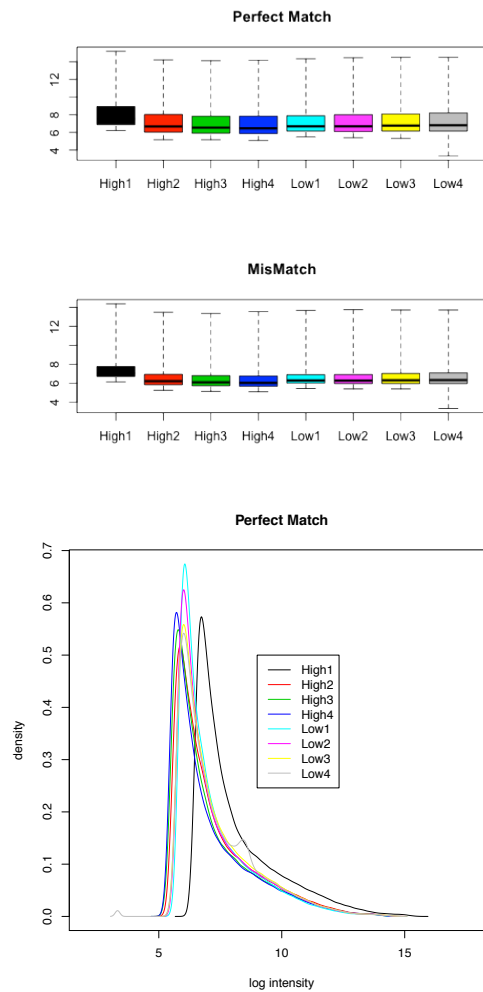 Perfect Match
4 6 8 12
High1 High2 High3 High4 Low1 Low2 Low3 Low4
MisMatch
4 6 8 12
High1 High2 High3 High4 Low1 Low2 Low3 Low4
Perfect Match
0.7
0.6
0.5
0.4
0.3
0.2
0.1
0.0
density
High1
High2
High3
High4
Low1
Low2
Low3
Low4
5 10 15
log intensity